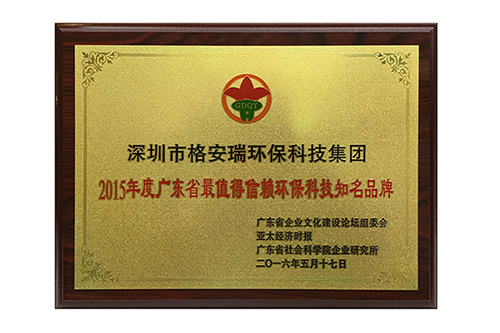 GDQY
深圳市格安瑞环保科技集团
2015年度广东省最值得信赖环保科技知名品牌
广东省企业文化建设论坛组委会
亚太经济时报
广东省社会科学院企业研究所
二〇一六年五月十七日